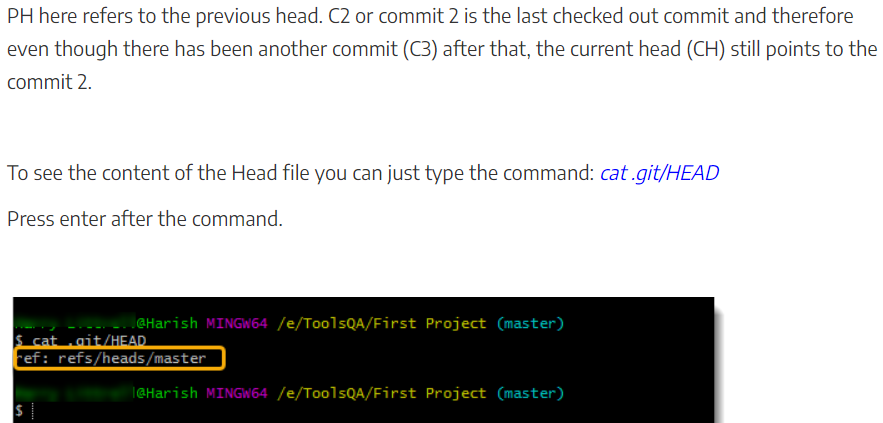 PH here refers to the previous head. C2 or commit 2 is the last checked out commit and therefore
even though there has been another commit (C3) after that, the current head (CH) still points to the
commit 2.
To see the content of the Head file you can just type the command: cat .git/HEAD
Press enter after the command.
@Harish MINGW64 /e/ToolsQA/First Project (master)
$ cat .git/HEAD
ref: refs/heads/master
@Harish MINGW64 /e/ToolsQA/First Project (master)
$